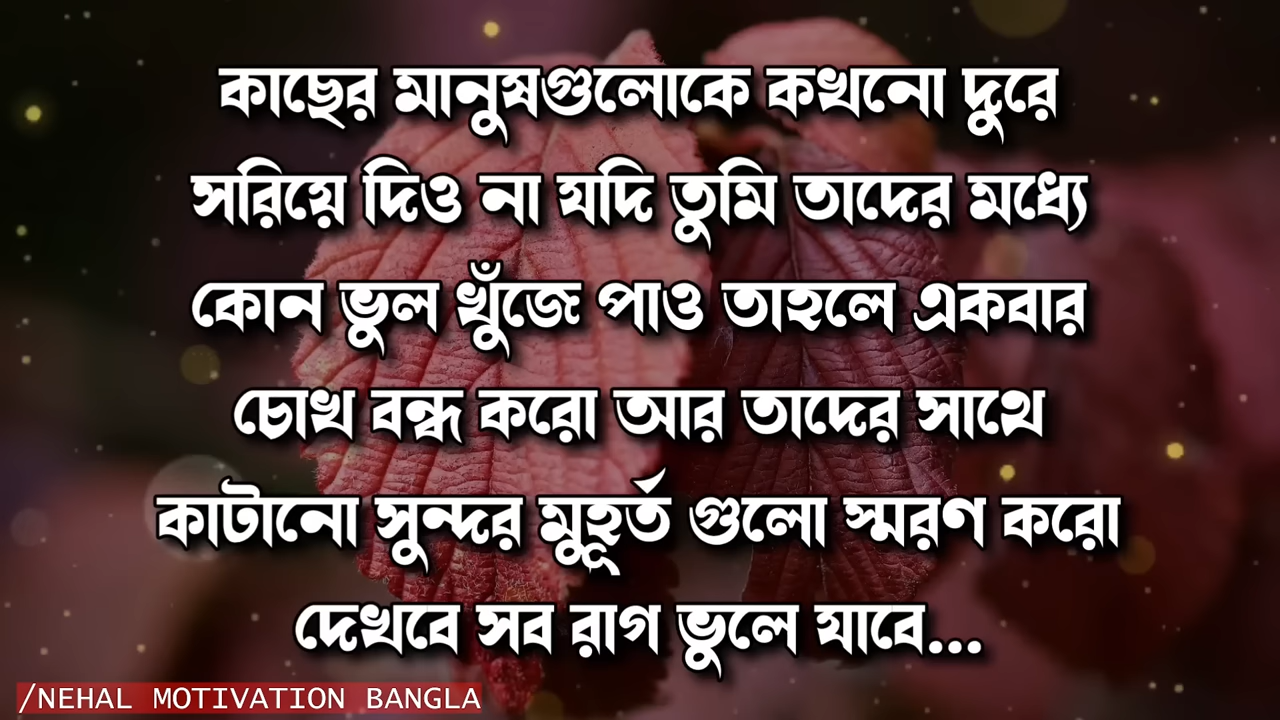 কাছের মানুষগুলোকে কখনো দুরে
সরিয়ে দিও না যদি তুমি তাদের মধ্যে
কোন ভুল খুঁজে পাও তাহলে একবার
চোখ বন্ধ করো আর তাদের সাথে
কাটানো সুন্দর মুহূর্ত গুলো স্মরণ করো
দেখবে সব রাগ ভুলে যাবে...
/NEHAL MOTIVATION BANGLA